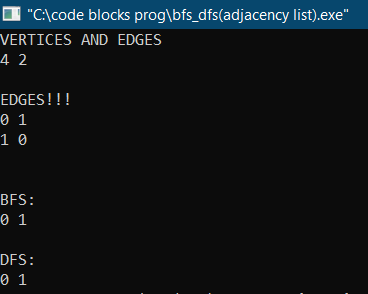 "C:\code blocks prog\bfs_dfs(adjacency list).exe"
VERTICES AND EDGES
4 2
EDGES!!!
0 1
1 0
BFS:
0 1
DFS:
0 1